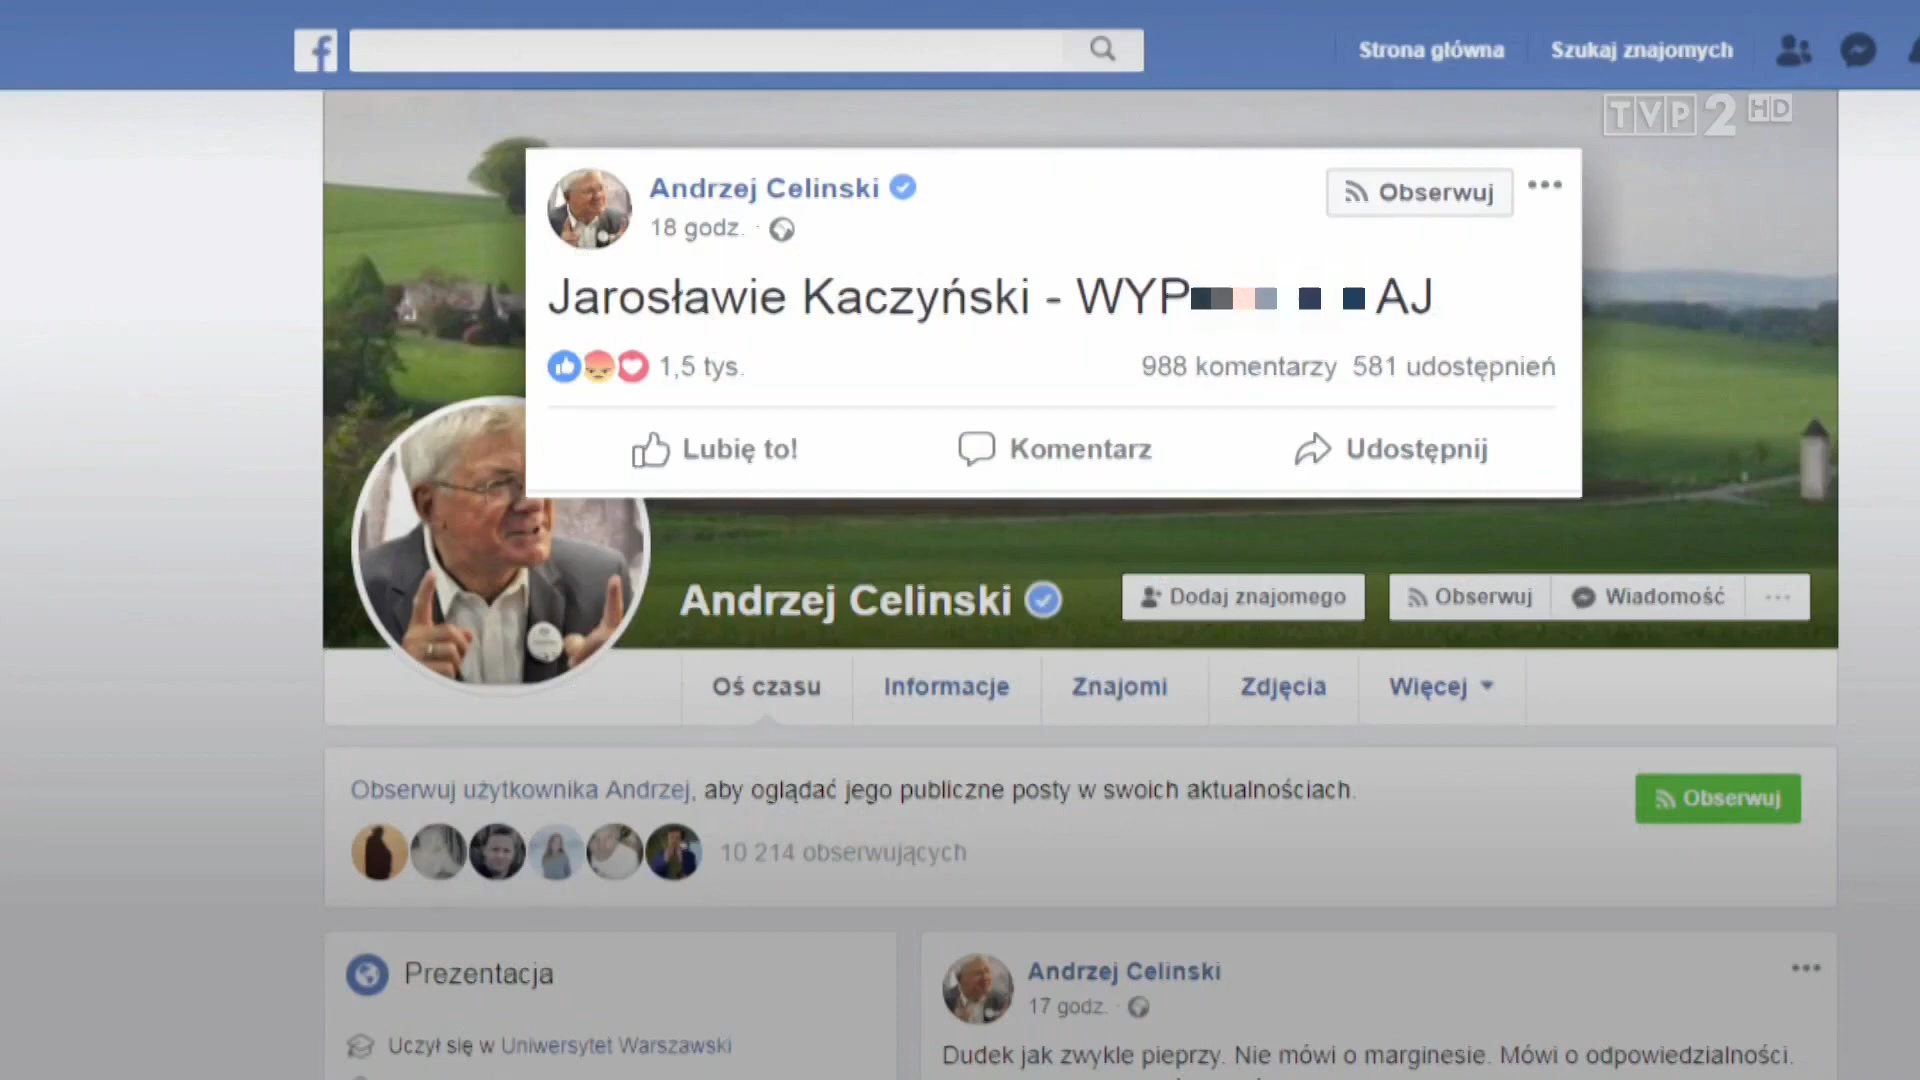 f
Strona główna
Szukaj znajomych
TVP2 HD
Andrzej Celinski
Obserwuj
18 godz.
Jarosławie Kaczyński - WYP AJ
1,5 tys.
988 komentarzy 581 udostępnień
Lubię to!
Komentarz
Udostępnij
Andrzej Celinski
Dodaj znajomego
Obserwuj
Wiadomość
Oś czasu
Informacje
Znajomi
Zdjęcia
Więcej
Obserwuj użytkownika Andrzej, aby oglądać jego publiczne posty w swoich aktualnościach.
Obserwuj
10 214 obserwujących
Prezentacja
Uczył się w Uniwersytet Warszawski
Andrzej Celinski
17 godz.
Dudek jak zwykle pieprzy. Nie mówi o marginesie. Mówi o odpowiedzialności.